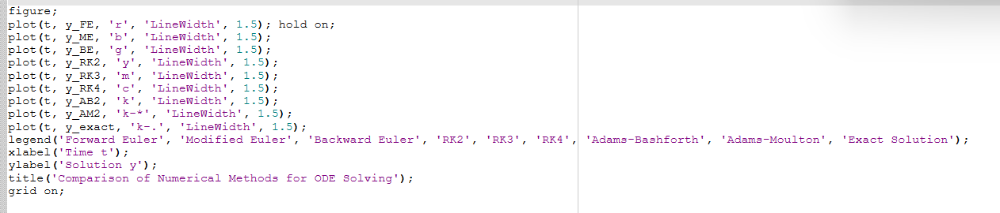 figure;
plot(t, y_FE, 'r', 'LineWidth', 1.5); hold on;
plot(t, y_ME, 'b', 'LineWidth', 1.5);
plot(t, y_BE, 'g', 'LineWidth', 1.5);
plot(t, y_RK2, 'y', 'LineWidth', 1.5);
plot(t, y_RK3, 'm', 'LineWidth', 1.5);
plot(t, y_RK4, 'c', 'LineWidth', 1.5);
plot(t, y_AB2, 'k', 'LineWidth', 1.5);
plot(t, y_AM2, 'k-*', 'LineWidth', 1.5);
plot(t, y_exact, 'k-.', 'LineWidth', 1.5);
legend('Forward Euler', 'Modified Euler', 'Backward Euler', 'RK2', 'RK3', 'RK4', 'Adams-Bashforth', 'Adams-Moulton', 'Exact Solution');
xlabel('Time t');
ylabel('Solution y');
title('Comparison of Numerical Methods for ODE Solving');
grid on;